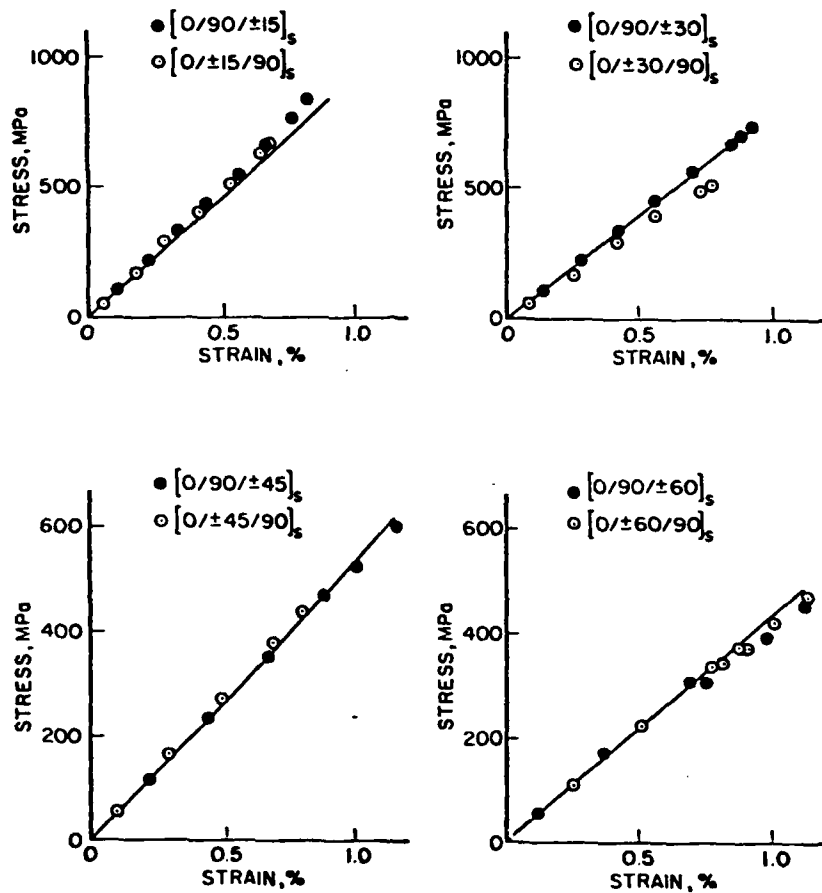 ● [0/90/±15]s
⊙ [0/±15/90]s
1000
500
0
STRESS, MPa
0 0.5 1.0
STRAIN, %
● [0/90/±30]s
⊙ [0/±30/90]s
1000
500
0
STRESS, MPa
0 0.5 1.0
STRAIN, %
● [0/90/±45]s
⊙ [0/±45/90]s
600
400
200
0
STRESS, MPa
0 0.5 1.0
STRAIN, %
● [0/90/±60]s
⊙ [0/±60/90]s
600
400
200
0
STRESS, MPa
0 0.5 1.0
STRAIN, %